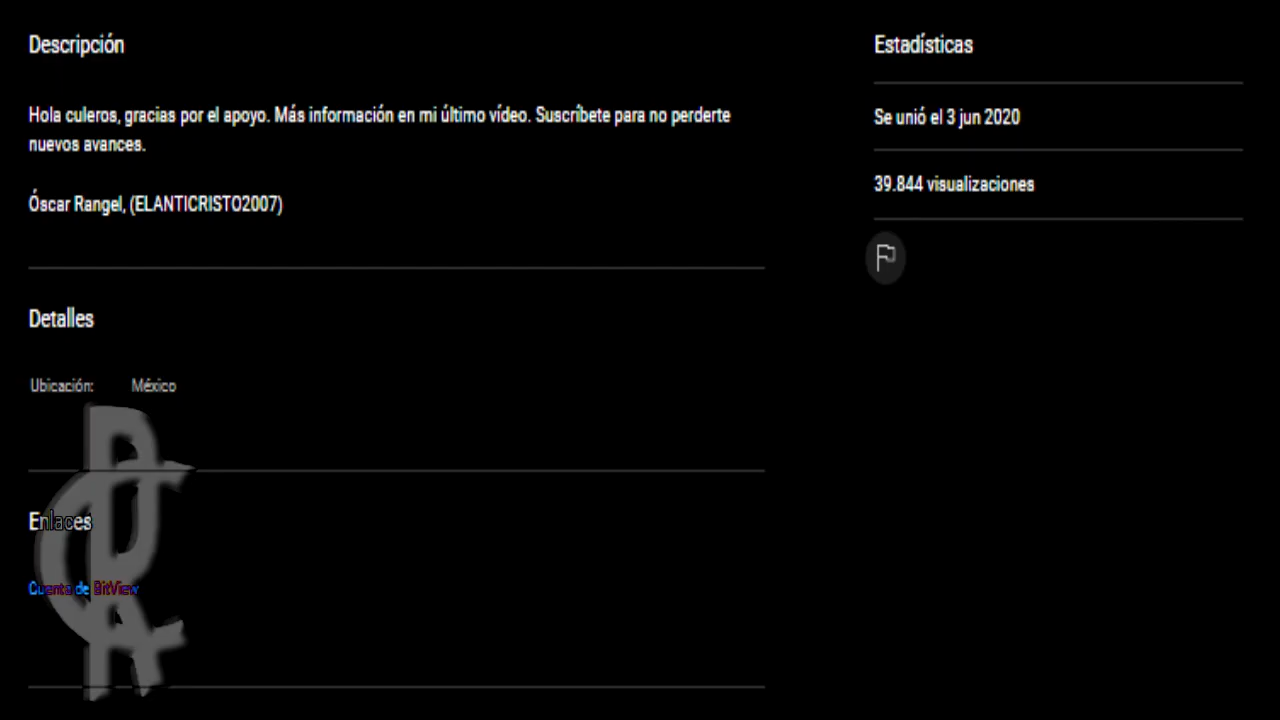 Descripción
Hola culeros, gracias por el apoyo. Más información en mi último vídeo. Suscríbete para no perderte
nuevos avances.
Óscar Rangel, (ELANTICRISTO2007)
Detalles
Ubicación: México
Enlaces
Cuenta de BitView
Estadísticas
Se unió el 3 jun 2020
39.844 visualizaciones